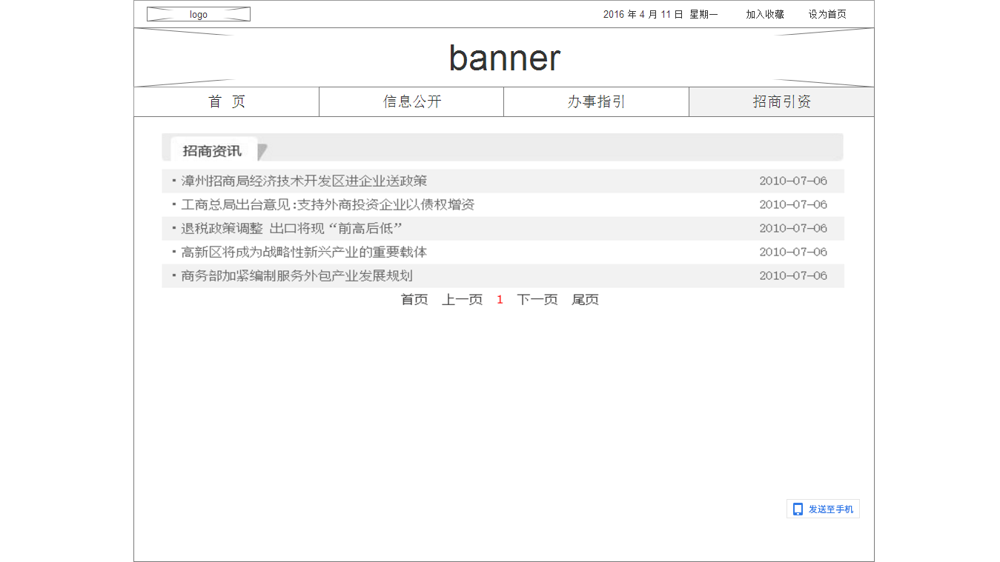 logo 2016 年 4 月 11 日 星期一 加入收藏 设为首页
banner
首 页 信息公开 办事指引 招商引资
招商资讯
▪ 漳州招商局经济技术开发区进企业送政策 2010-07-06
▪ 工商总局出台意见:支持外商投资企业以债权增资 2010-07-06
▪ 退税政策调整 出口将现“前高后低” 2010-07-06
▪ 高新区将成为战略性新兴产业的重要载体 2010-07-06
▪ 商务部加紧编制服务外包产业发展规划 2010-07-06
首页 上一页 1 下一页 尾页
发送至手机